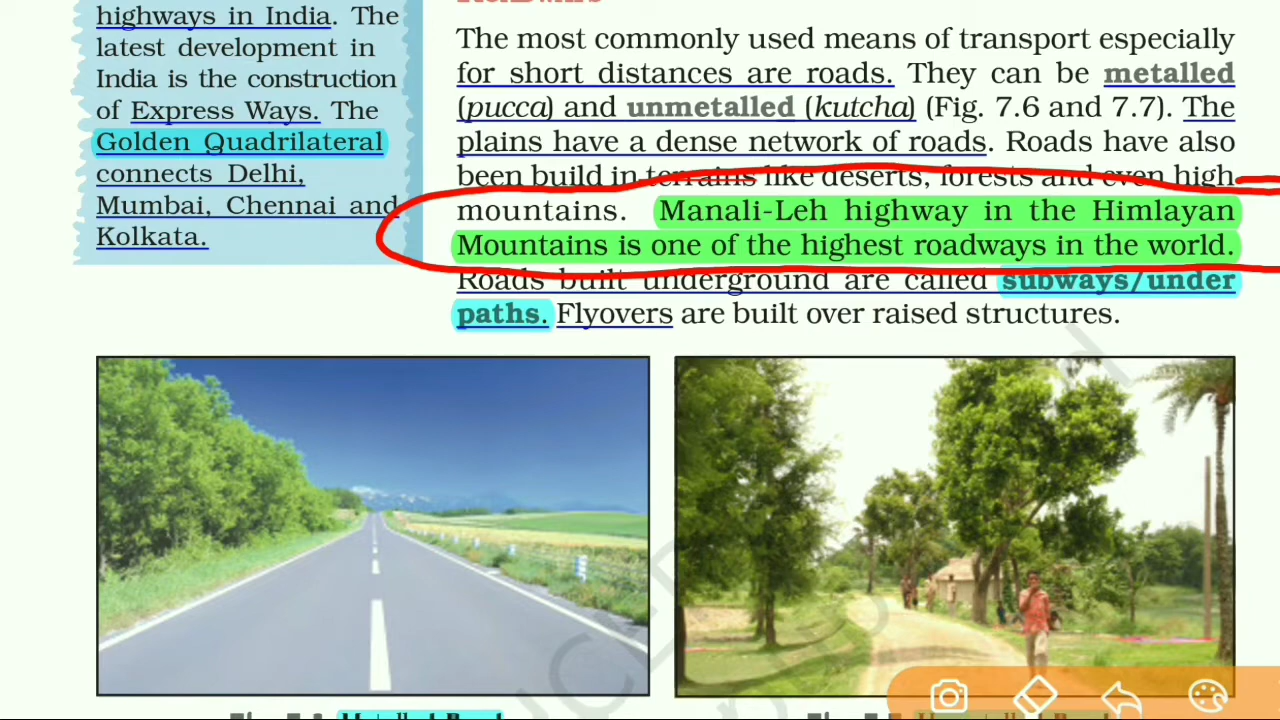 highways in India. The
latest development in
India is the construction
of Express Ways. The
Golden Quadrilateral
connects Delhi,
Mumbai, Chennai and
Kolkata.
The most commonly used means of transport especially
for short distances are roads. They can be metalled
(pucca) and unmetalled (kutcha) (Fig. 7.6 and 7.7). The
plains have a dense network of roads. Roads have also
been build in terrains like deserts, forests and even high
mountains. Manali-Leh highway in the Himlayan
Mountains is one of the highest roadways in the world.
Roads built underground are called subways/under
paths. Flyovers are built over raised structures.